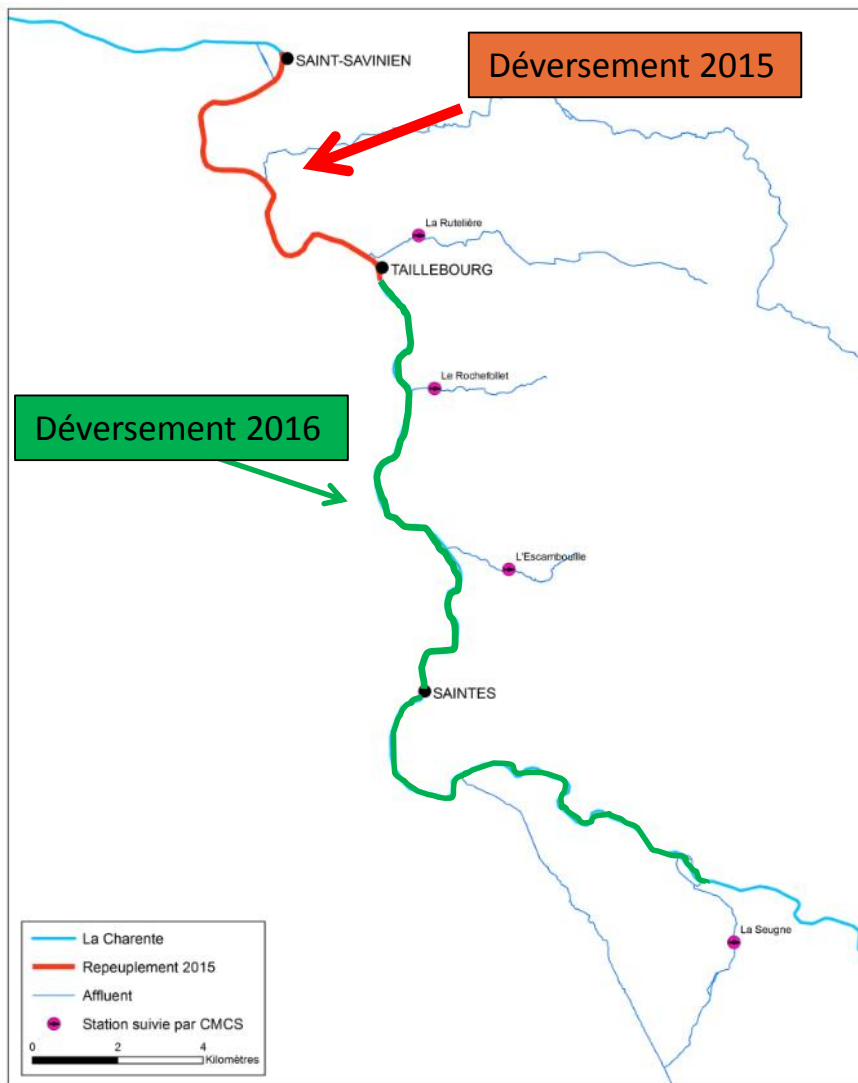 SAINT-SAVINIEN
Déversement 2015
La Rutelière
TAILLEBOURG
Le Rochefollet
Déversement 2016
L'Escambouille
SAINTES
La Seugne
La Charente
Repeuplement 2015
Affluent
Station suivie par CMCS
0 2 4
Kilomètres